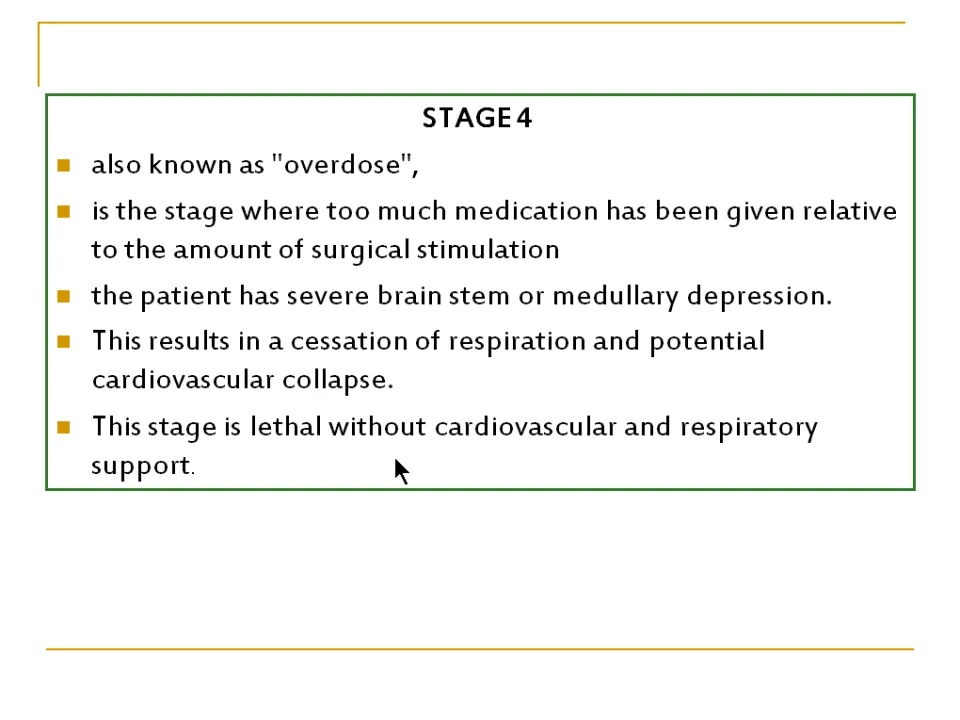 STAGE 4
also known as "overdose",
is the stage where too much medication has been given relative
to the amount of surgical stimulation
the patient has severe brain stem or medullary depression.
This results in a cessation of respiration and potential
cardiovascular collapse.
This stage is lethal without cardiovascular and respiratory
support.